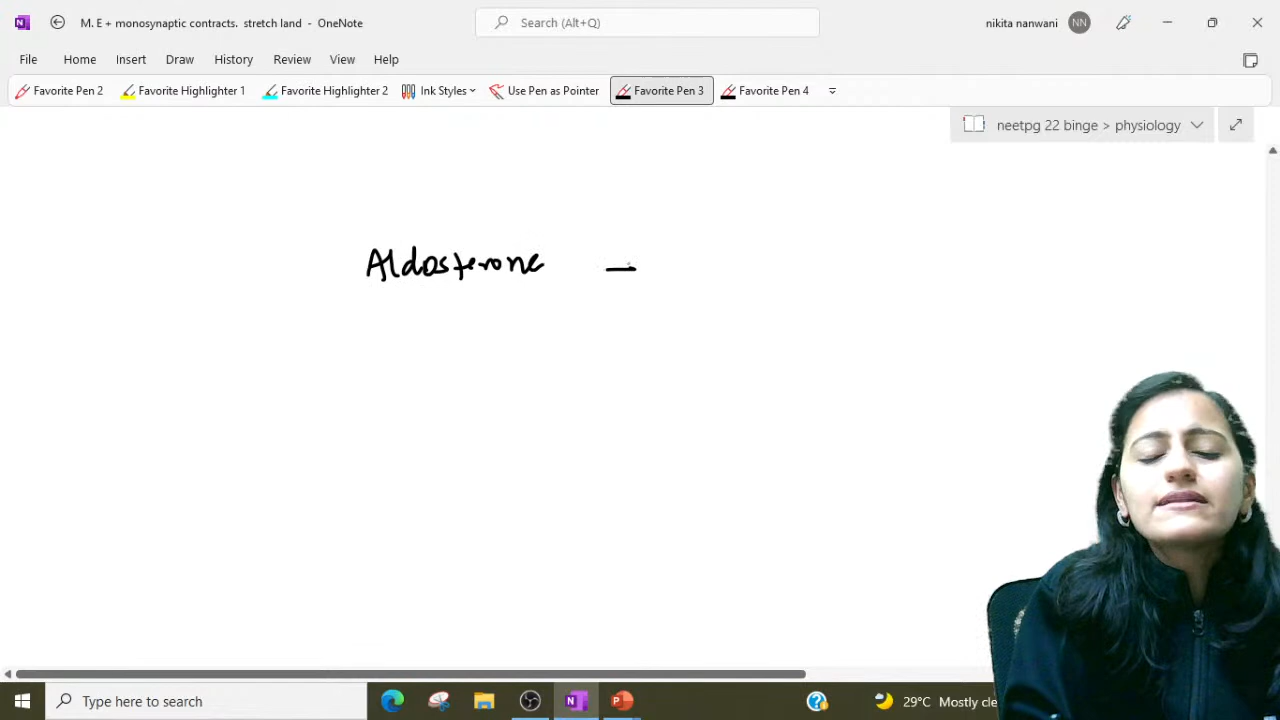 M. E + monosynaptic contracts. stretch land - OneNote
Search (Alt+Q)
nikita nanwani NN
File Home Insert Draw History Review View Help
Favorite Pen 2 Favorite Highlighter 1 Favorite Highlighter 2 Ink Styles Use Pen as Pointer Favorite Pen 3 Favorite Pen 4
neetpg 22 binge > physiology
Aldosterone —
Type here to search
29°C Mostly cle